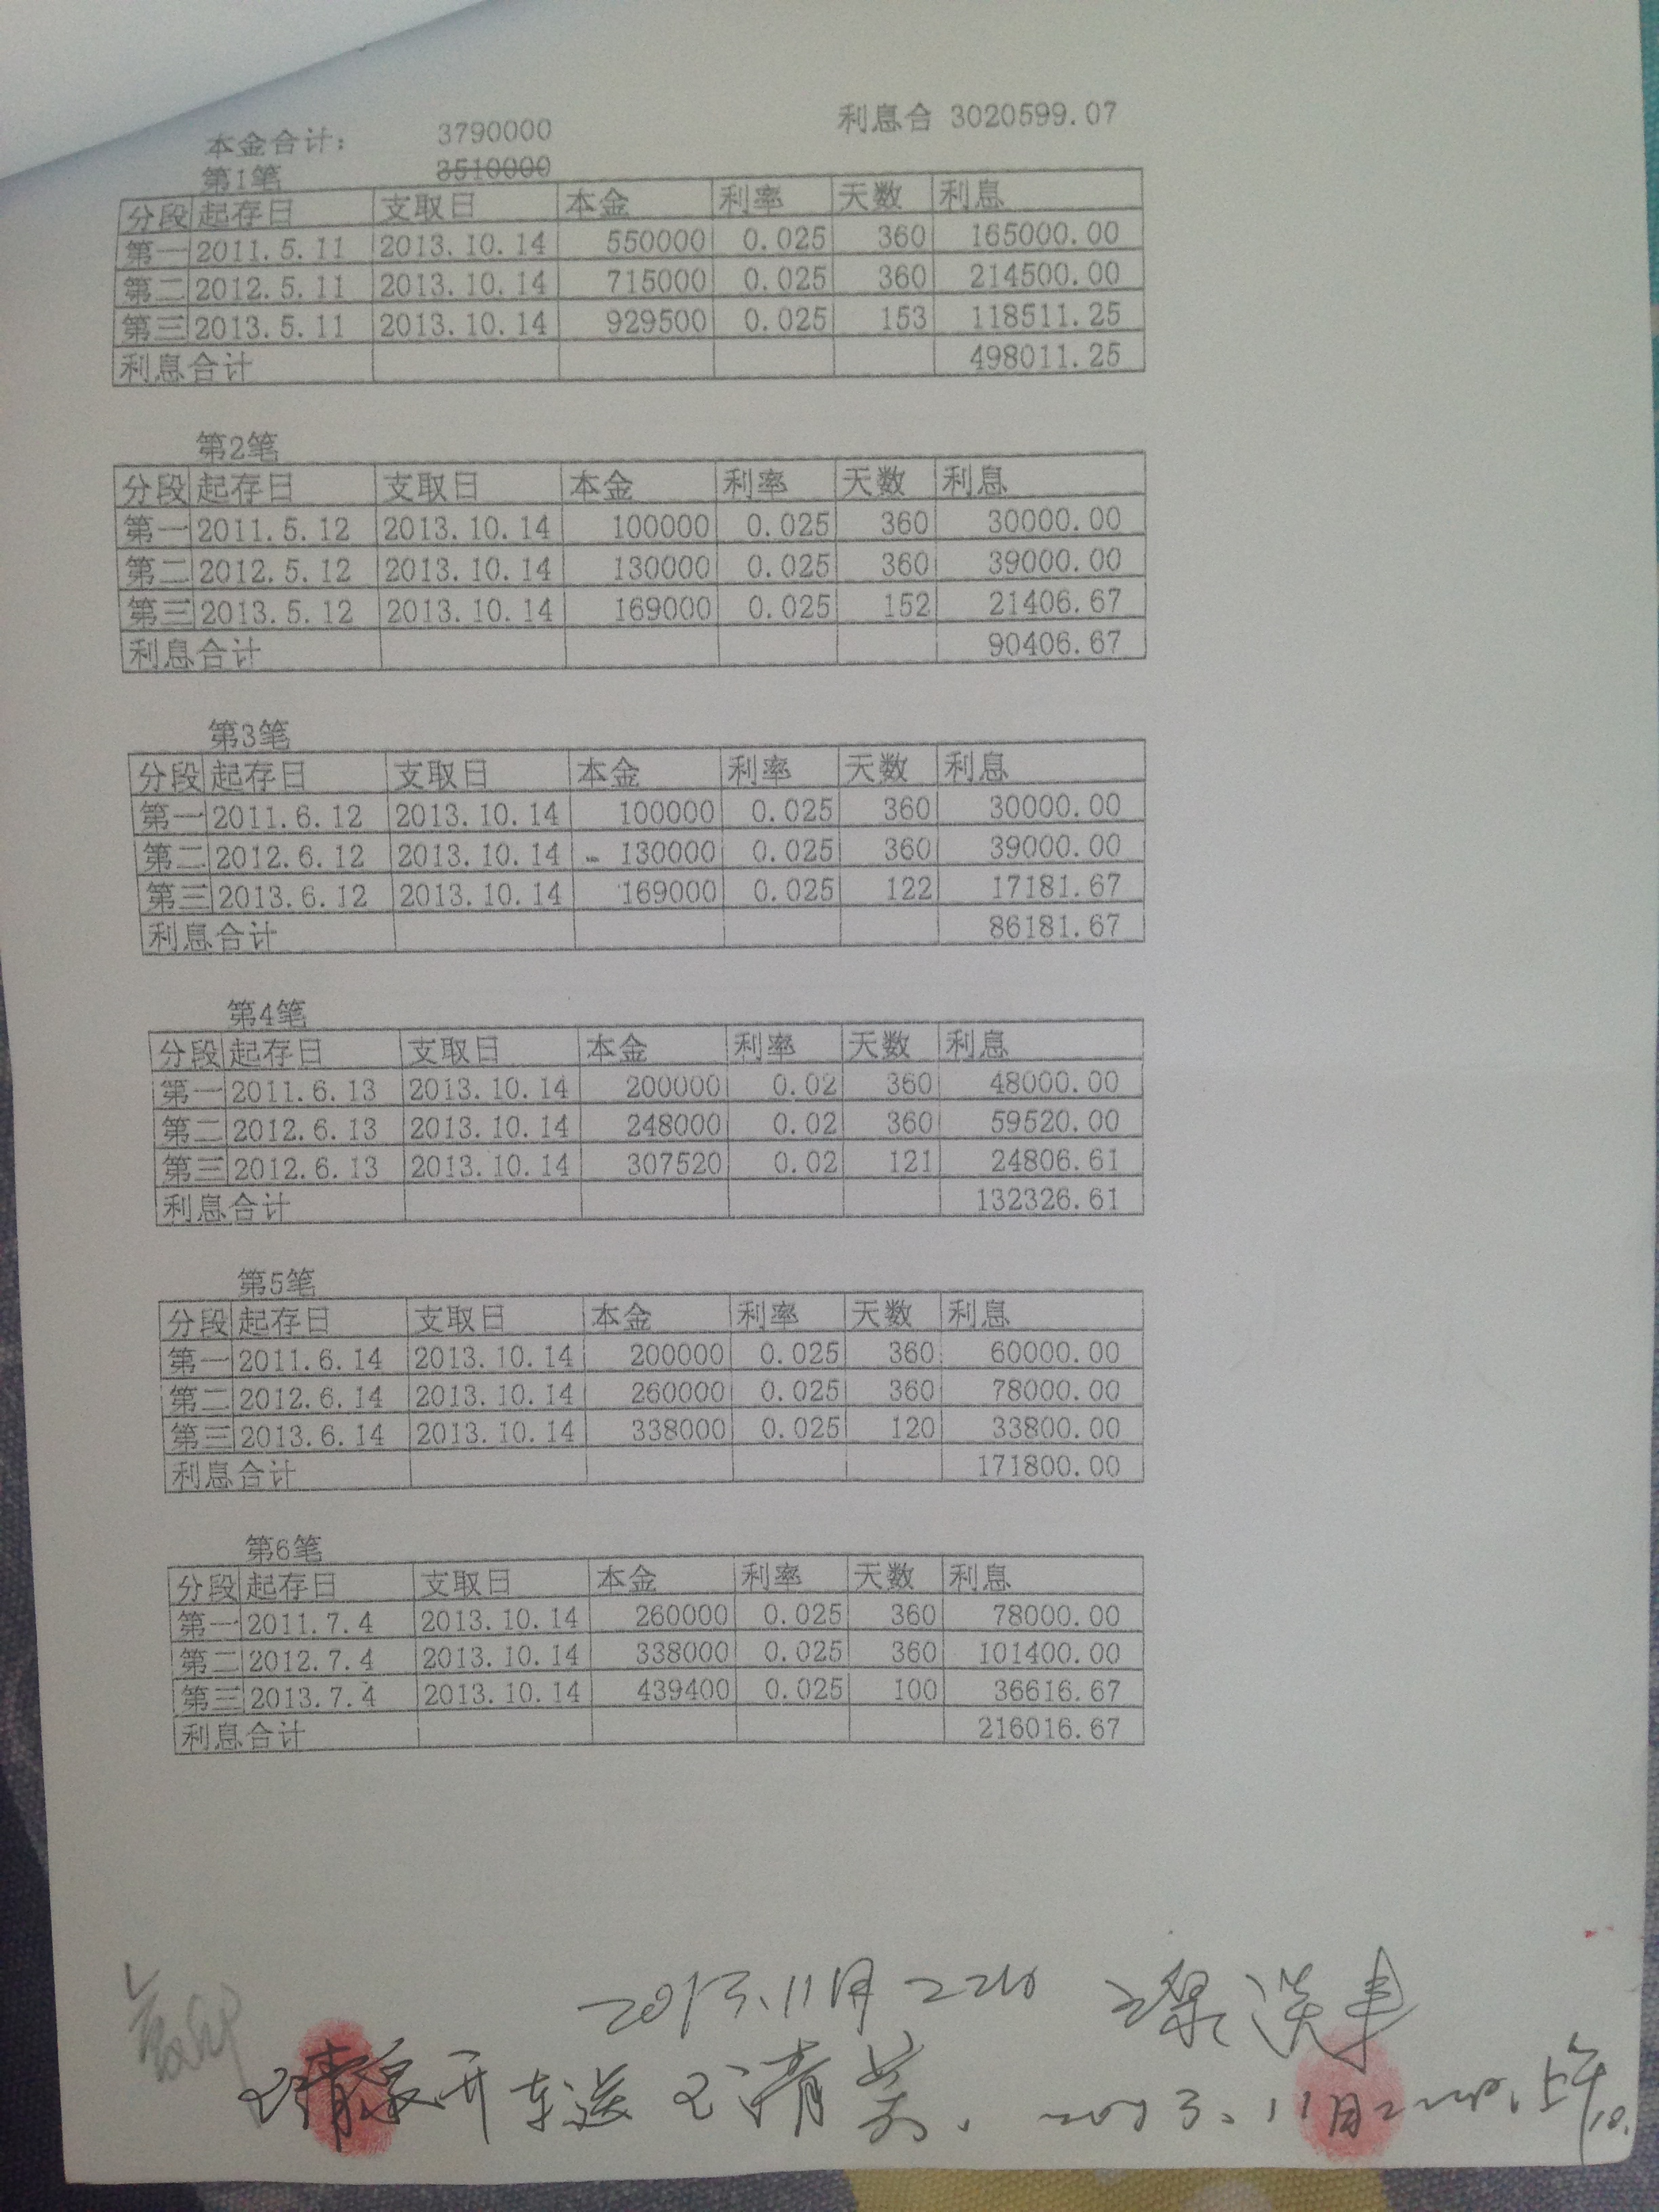 本金合计： 3790000 利息合 3020599.07
第1笔 3510000
分段 起存日 支取日 本金 利率 天数 利息
第一 2011.5.11 2013.10.14 550000 0.025 360 165000.00
第二 2012.5.11 2013.10.14 715000 0.025 360 214500.00
第三 2013.5.11 2013.10.14 929500 0.025 153 118511.25
利息合计 498011.25
第2笔
分段 起存日 支取日 本金 利率 天数 利息
第一 2011.5.12 2013.10.14 100000 0.025 360 30000.00
第二 2012.5.12 2013.10.14 130000 0.025 360 39000.00
第三 2013.5.12 2013.10.14 169000 0.025 152 21406.67
利息合计 90406.67
第3笔
分段 起存日 支取日 本金 利率 天数 利息
第一 2011.6.12 2013.10.14 100000 0.025 360 30000.00
第二 2012.6.12 2013.10.14 130000 0.025 360 39000.00
第三 2013.6.12 2013.10.14 169000 0.025 122 17181.67
利息合计 86181.67
第4笔
分段 起存日 支取日 本金 利率 天数 利息
第一 2011.6.13 2013.10.14 200000 0.02 360 48000.00
第二 2012.6.13 2013.10.14 248000 0.02 360 59520.00
第三 2012.6.13 2013.10.14 307520 0.02 121 24806.61
利息合计 132326.61
第5笔
分段 起存日 支取日 本金 利率 天数 利息
第一 2011.6.14 2013.10.14 200000 0.025 360 60000.00
第二 2012.6.14 2013.10.14 260000 0.025 360 78000.00
第三 2013.6.14 2013.10.14 338000 0.025 120 33800.00
利息合计 171800.00
第6笔
分段 起存日 支取日 本金 利率 天数 利息
第一 2011.7.4 2013.10.14 260000 0.025 360 78000.00
第二 2012.7.4 2013.10.14 338000 0.025 360 101400.00
第三 2013.7.4 2013.10.14 439400 0.025 100 36616.67
利息合计 216016.67
2013.11月22日
开车送王清 2013.11月22日.上午10.